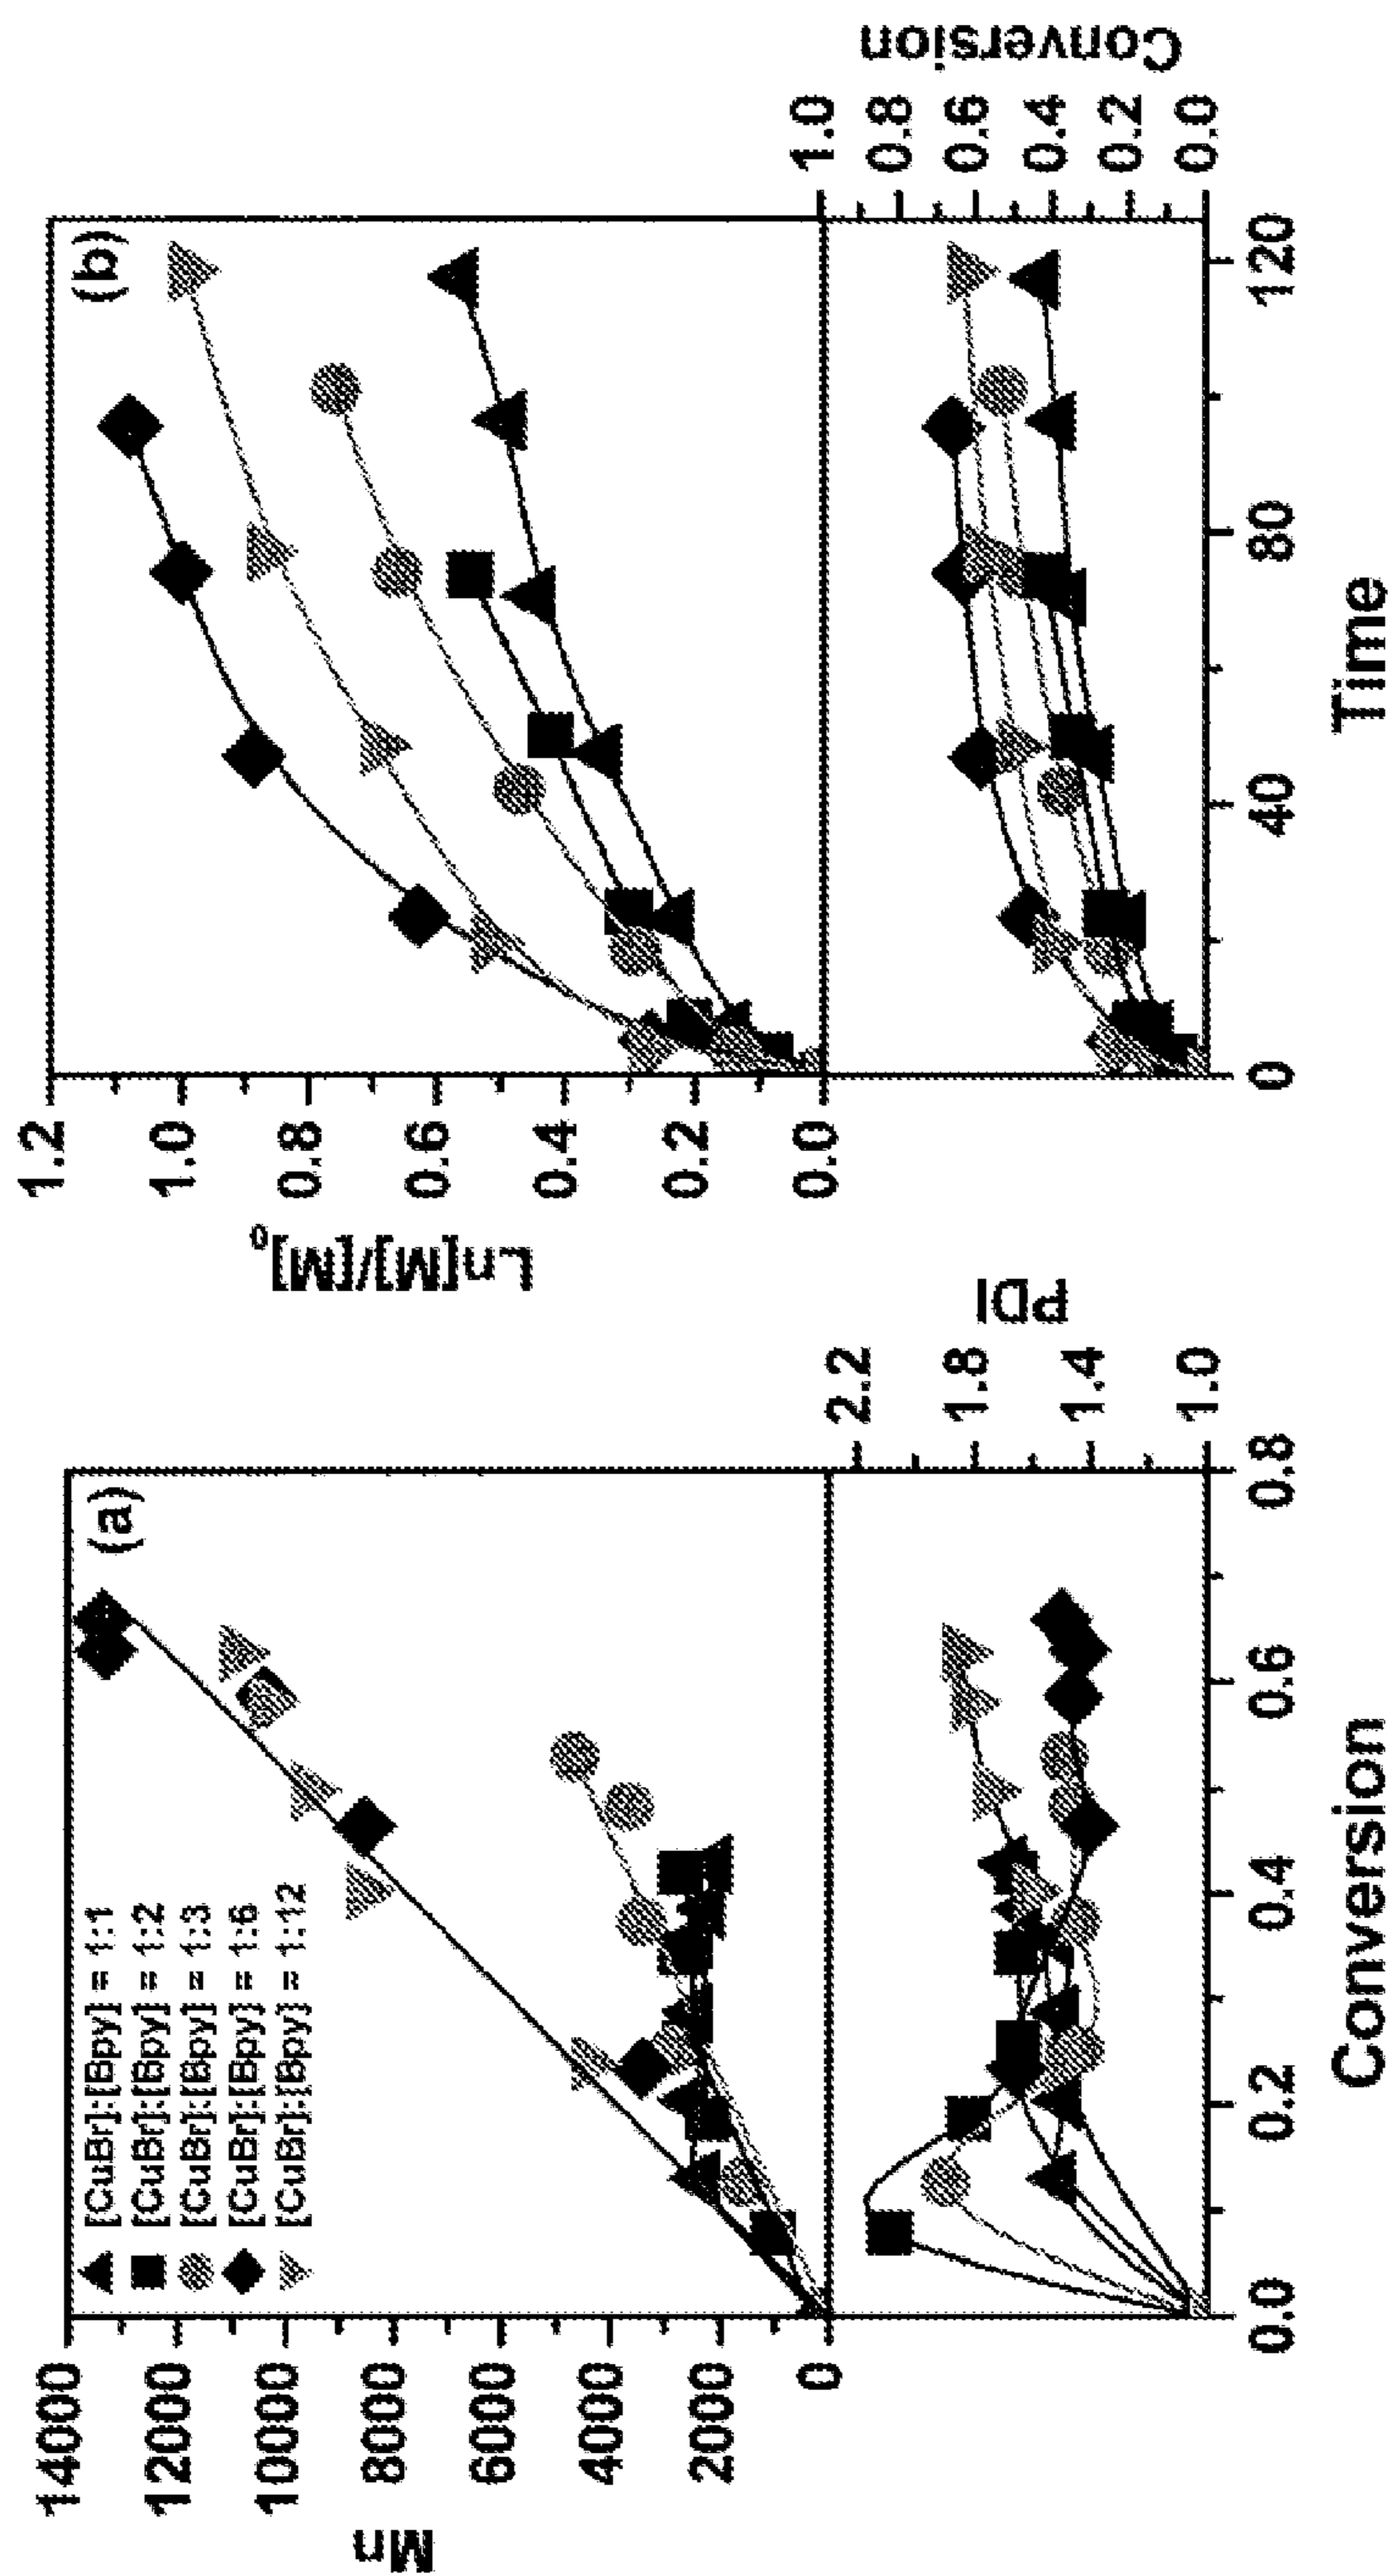 (a)
[CuBr]:[Bpy] = 1:1
[CuBr]:[Bpy] = 1:2
[CuBr]:[Bpy] = 1:3
[CuBr]:[Bpy] = 1:6
[CuBr]:[Bpy] = 1:12
14000
12000
10000
8000
6000
4000
2000
0
Mn
2.2
1.8
1.4
1.0
PDI
0.0
0.2
0.4
0.6
0.8
Conversion
(b)
1.2
1.0
0.8
0.6
0.4
0.2
0.0
Ln[M]/[M]₀
1.0
0.8
0.6
0.4
0.2
0.0
Conversion
0
40
80
120
Time